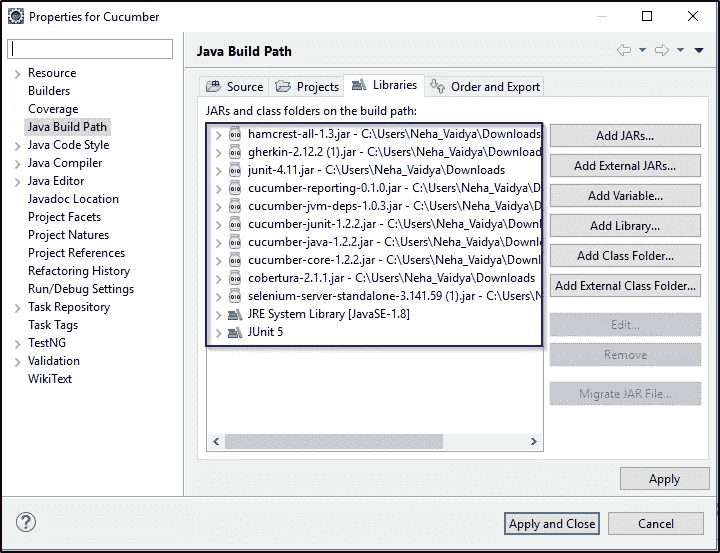 Properties for Cucumber
Java Build Path
Resource
Builders
Coverage
Java Build Path
Java Code Style
Java Compiler
Java Editor
Javadoc Location
Project Facets
Project Natures
Project References
Refactoring History
Run/Debug Settings
Task Repository
Task Tags
TestNG
Validation
WikiText
Source Projects Libraries Order and Export
JARs and class folders on the build path:
hamcrest-all-1.3.jar - C:\Users\Neha_Vaidya\Downloads
gherkin-2.12.2 (1).jar - C:\Users\Neha_Vaidya\Download
junit-4.11.jar - C:\Users\Neha_Vaidya\Downloads
cucumber-reporting-0.1.0.jar - C:\Users\Neha_Vaidya\
cucumber-jvm-deps-1.0.3.jar - C:\Users\Neha_Vaidya\D
cucumber-junit-1.2.2.jar - C:\Users\Neha_Vaidya\Downl
cucumber-java-1.2.2.jar - C:\Users\Neha_Vaidya\Downl
cucumber-core-1.2.2.jar - C:\Users\Neha_Vaidya\Downl
cobertura-2.1.1.jar - C:\Users\Neha_Vaidya\Downloads
selenium-server-standalone-3.141.59 (1).jar - C:\Users\N
JRE System Library [JavaSE-1.8]
JUnit 5
Add JARs...
Add External JARs...
Add Variable...
Add Library...
Add Class Folder...
Add External Class Folder...
Edit...
Remove
Migrate JAR File...
Apply
Apply and Close
Cancel